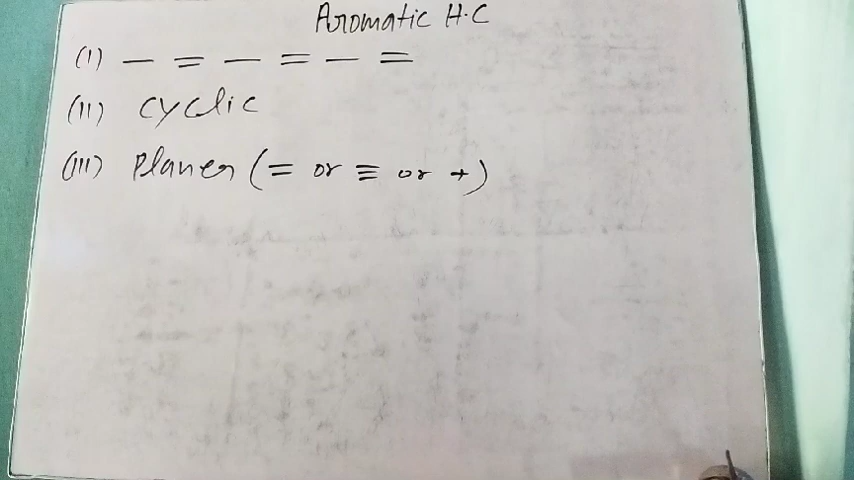 Aromatic H.C
(I) — = — = — =
(II) cyclic
(III) Planer (= or ≡ or +)